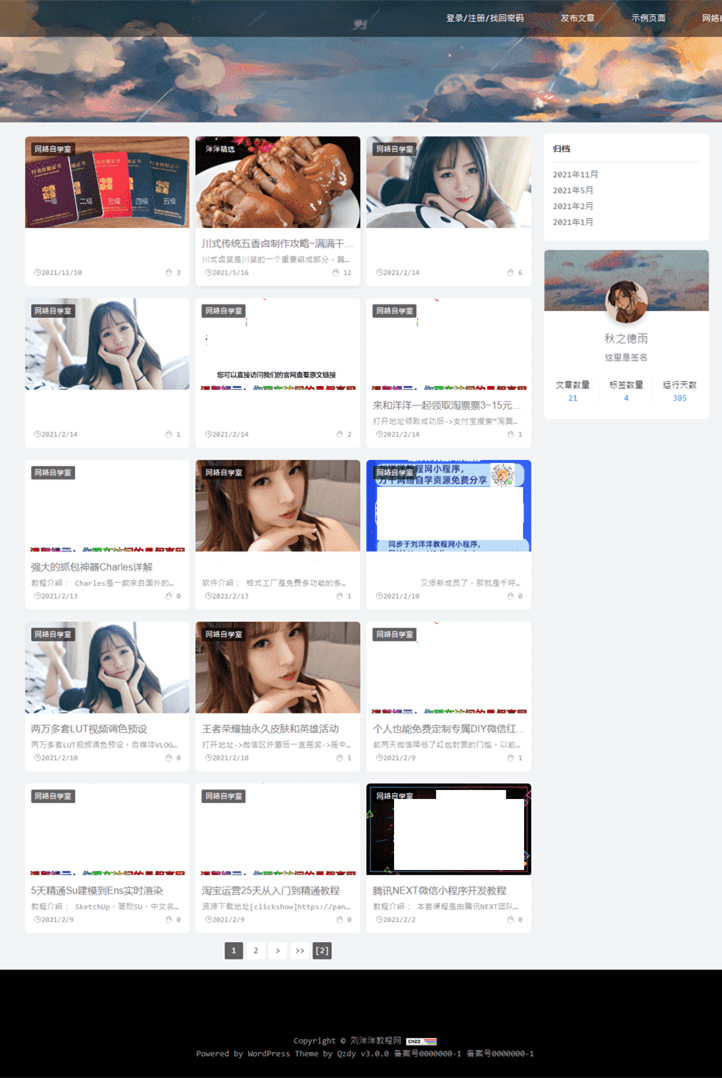 登录/注册/找回密码 发布文章 示例页面 网络自
归档
2021年11月
2021年5月
2021年2月
2021年1月
秋之德雨
这里是签名
文章数量 标签数量 运行天数
21 4 385
网络自学室
一级 二级 三级 四级 五级
2021/11/10 3
洋洋精选
川式传统五香卤制作攻略~满满干...
川式卤菜是川菜的一个重要组成部分，具...
2021/5/16 12
网络自学室
2021/2/14 6
网络自学室
2021/2/14 1
网络自学室
您可以直接访问我们的官网查看原文链接
2021/2/14 2
网络自学室
来和洋洋一起领取淘票票3~15元...
打开地址领取成功后->支付宝搜索“淘票...
2021/2/14 1
网络自学室
强大的抓包神器Charles详解
教程介绍： Charles是一款来自国外的...
2021/2/13 0
网络自学室
软件介绍： 格式工厂是免费多功能的多...
2021/2/13 1
网络自学室
万千网络自学资源免费分享
同步于刘洋洋教程网小程序，
又添新成员了，那就是千呼...
2021/2/10 0
网络自学室
两万多套LUT视频调色预设
两万多套LUT视频调色预设，自媒体VLOG...
2021/2/10 0
网络自学室
王者荣耀抽永久皮肤和英雄活动
打开地址->微信区许愿后一直摇奖->摇中...
2021/2/10 1
网络自学室
个人也能免费定制专属DIY微信红...
前两天微信降低了红包封面的门槛，以前...
2021/2/9 1
网络自学室
5天精通Su建模到Ens实时渲染
教程介绍： SketchUp，简称SU，中文名...
2021/2/9 0
网络自学室
淘宝运营25天从入门到精通教程
资源下载地址[clickshow]https://pan...
2021/2/9 0
网络自学室
腾讯NEXT微信小程序开发教程
教程介绍： 本套课程是由腾讯NEXT团队...
2021/2/2 0
1 2 > >> [2]
Copyright © 刘洋洋教程网 CNZZ
Powered by WordPress Theme by Qzdy v3.0.0 备案号0000000-1 备案号0000000-1